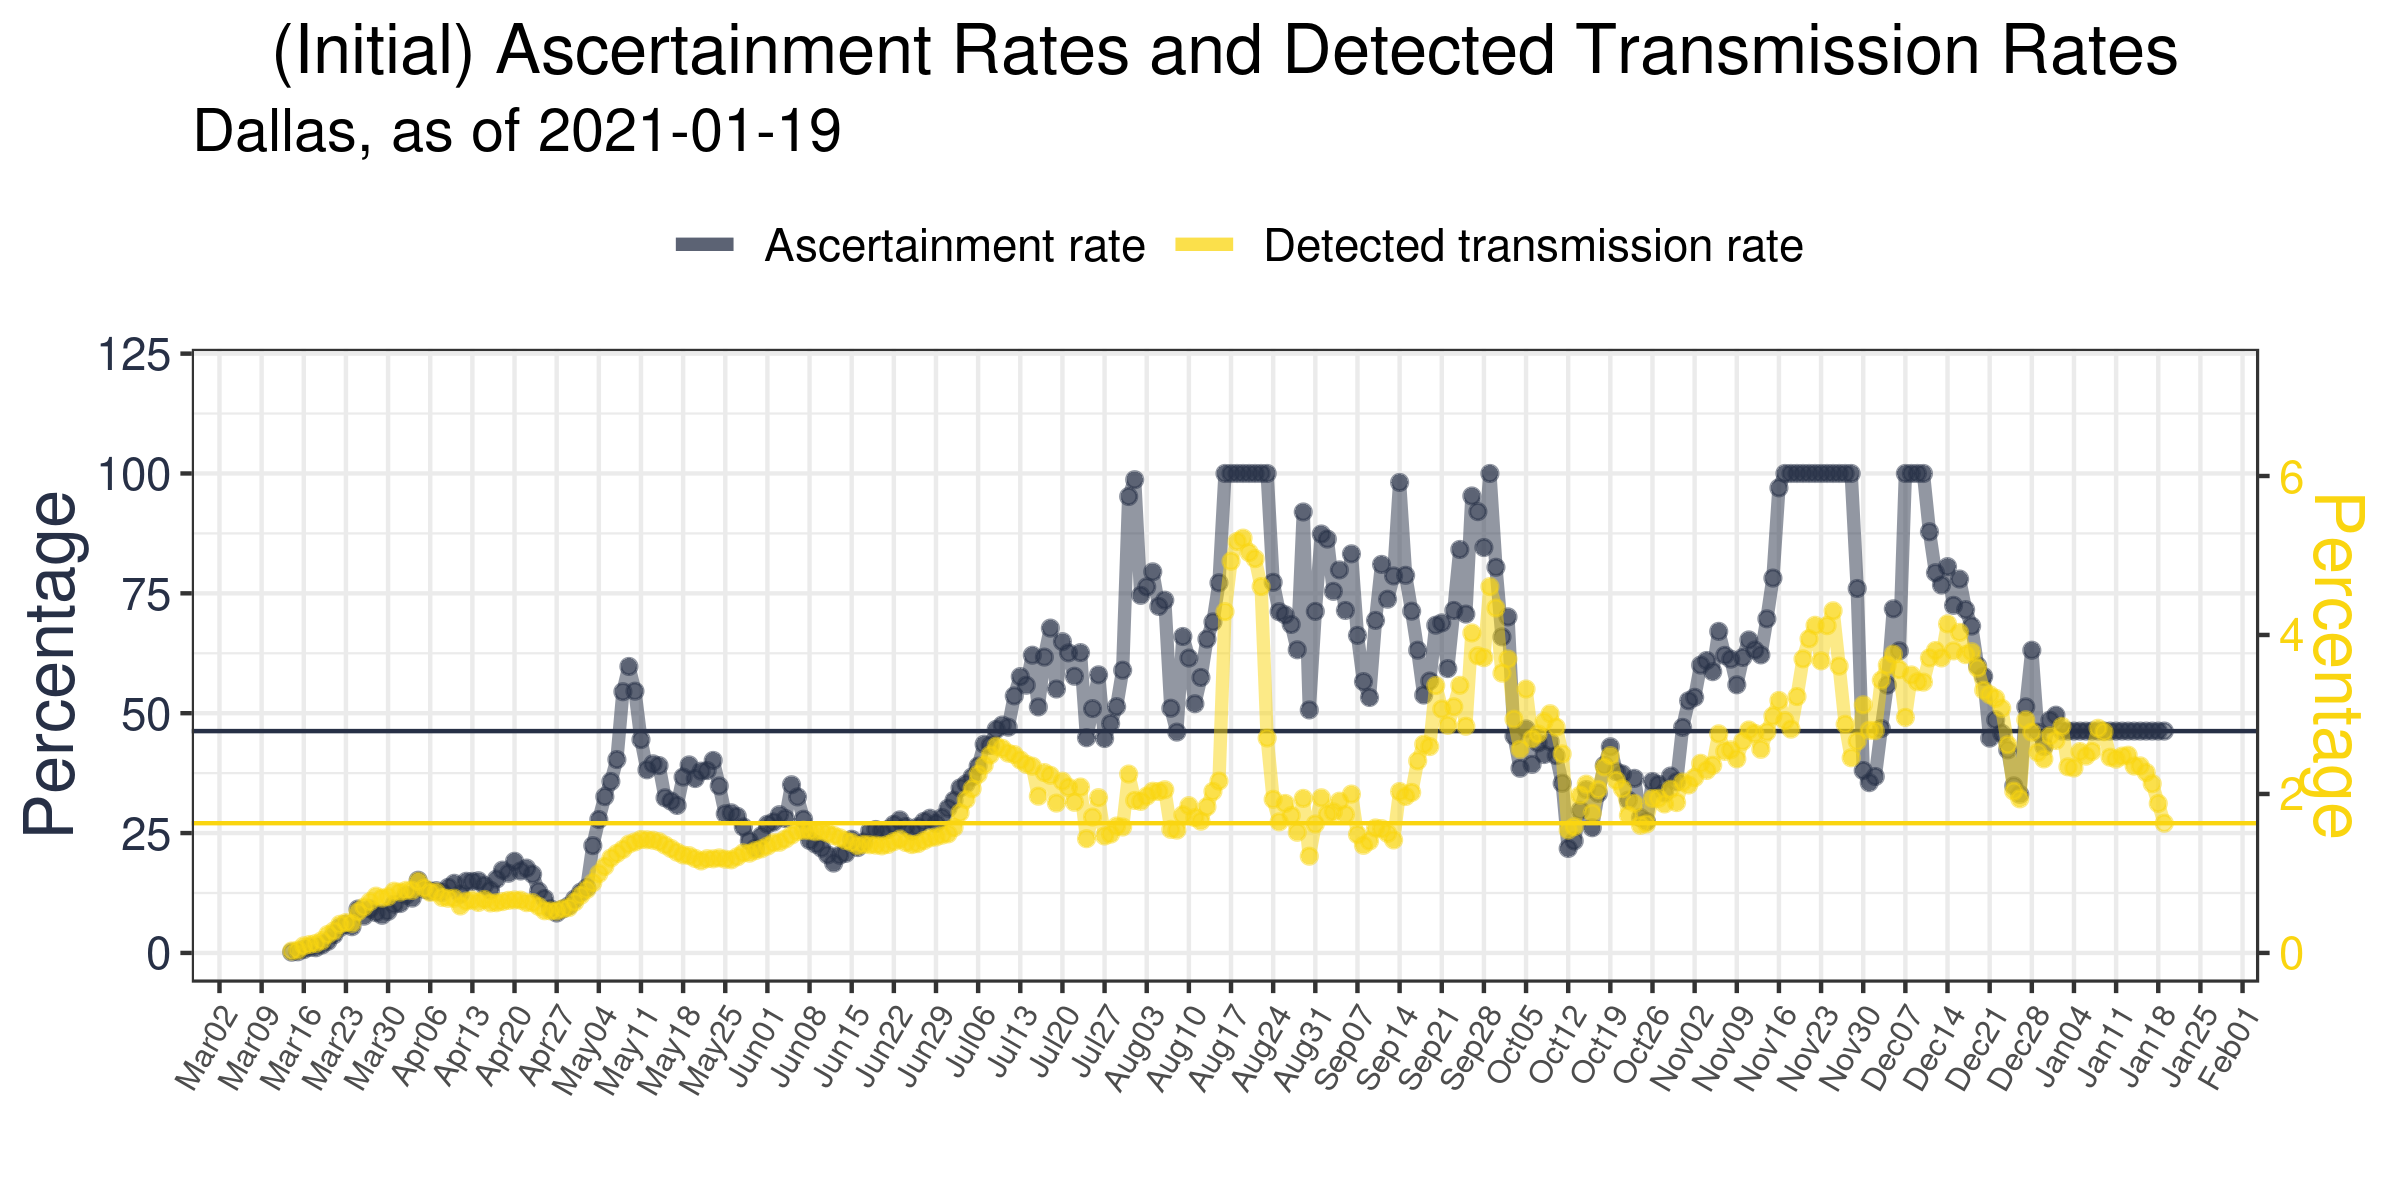 (Initial) Ascertainment Rates and Detected Transmission Rates
Dallas, as of 2021-01-19
Ascertainment rate
Detected transmission rate
Percentage
125
100
75
50
25
0
6
4
2
0
Percentage
Mar02
Mar09
Mar16
Mar23
Mar30
Apr06
Apr13
Apr20
Apr27
May04
May11
May18
May25
Jun01
Jun08
Jun15
Jun22
Jun29
Jul06
Jul13
Jul20
Jul27
Aug03
Aug10
Aug17
Aug24
Aug31
Sep07
Sep14
Sep21
Sep28
Oct05
Oct12
Oct19
Oct26
Nov02
Nov09
Nov16
Nov23
Nov30
Dec07
Dec14
Dec21
Dec28
Jan04
Jan11
Jan18
Jan25
Feb01